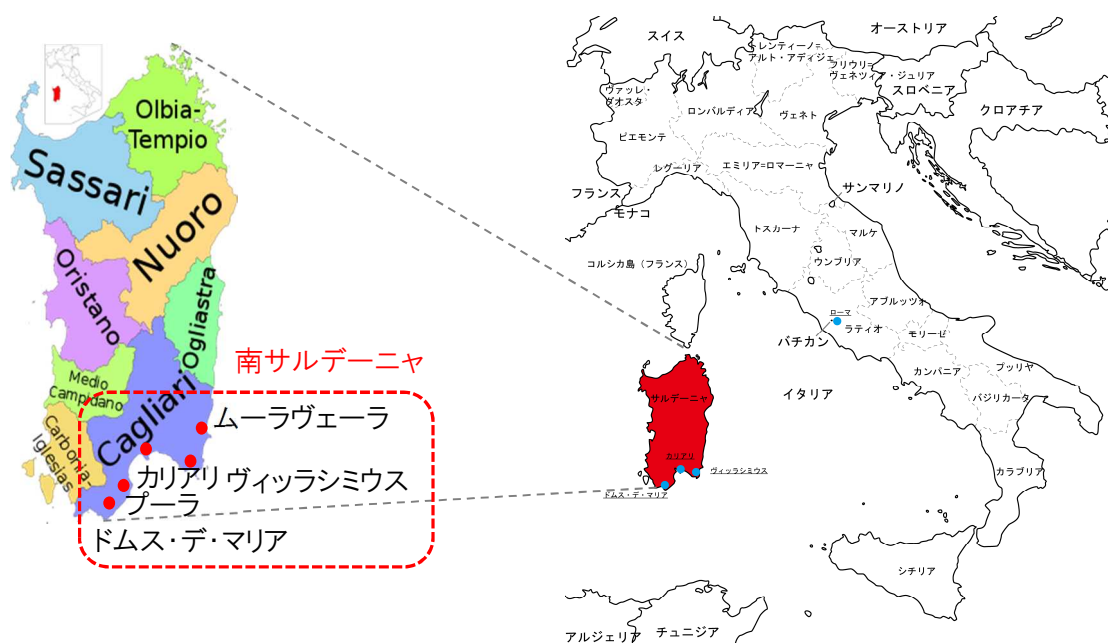 Olbia-
Tempio
Sassari
Nuoro
Oristano
Ogliastra
Medio
Campidano
Cagliari
Carbonia-
Iglesias
南サルデーニャ
ムーラヴェーラ
カリアリ
ヴィッラシミウス
プーラ
ドムス・デ・マリア
スイス
オーストリア
トレンティーノ=
アルト・アディジェ
フリウリ=
ヴェネツィア・ジュリア
スロベニア
ヴァッレ・
ダオスタ
ロンバルディア
ヴェネト
クロアチア
ピエモンテ
レグーリア
エミリア=ロマーニャ
フランス
モナコ
サンマリノ
トスカーナ
マルケ
コルシカ島（フランス）
ウンブリア
アブルッツォ
ローマ
ラティオ
バチカン
モリーゼ
カンパニア
プッリャ
イタリア
バジリカータ
サルデーニャ
カリアリ
ヴィッラシミウス
ドムス・デ・マリア
カラブリア
シチリア
アルジェリア
チュニジア